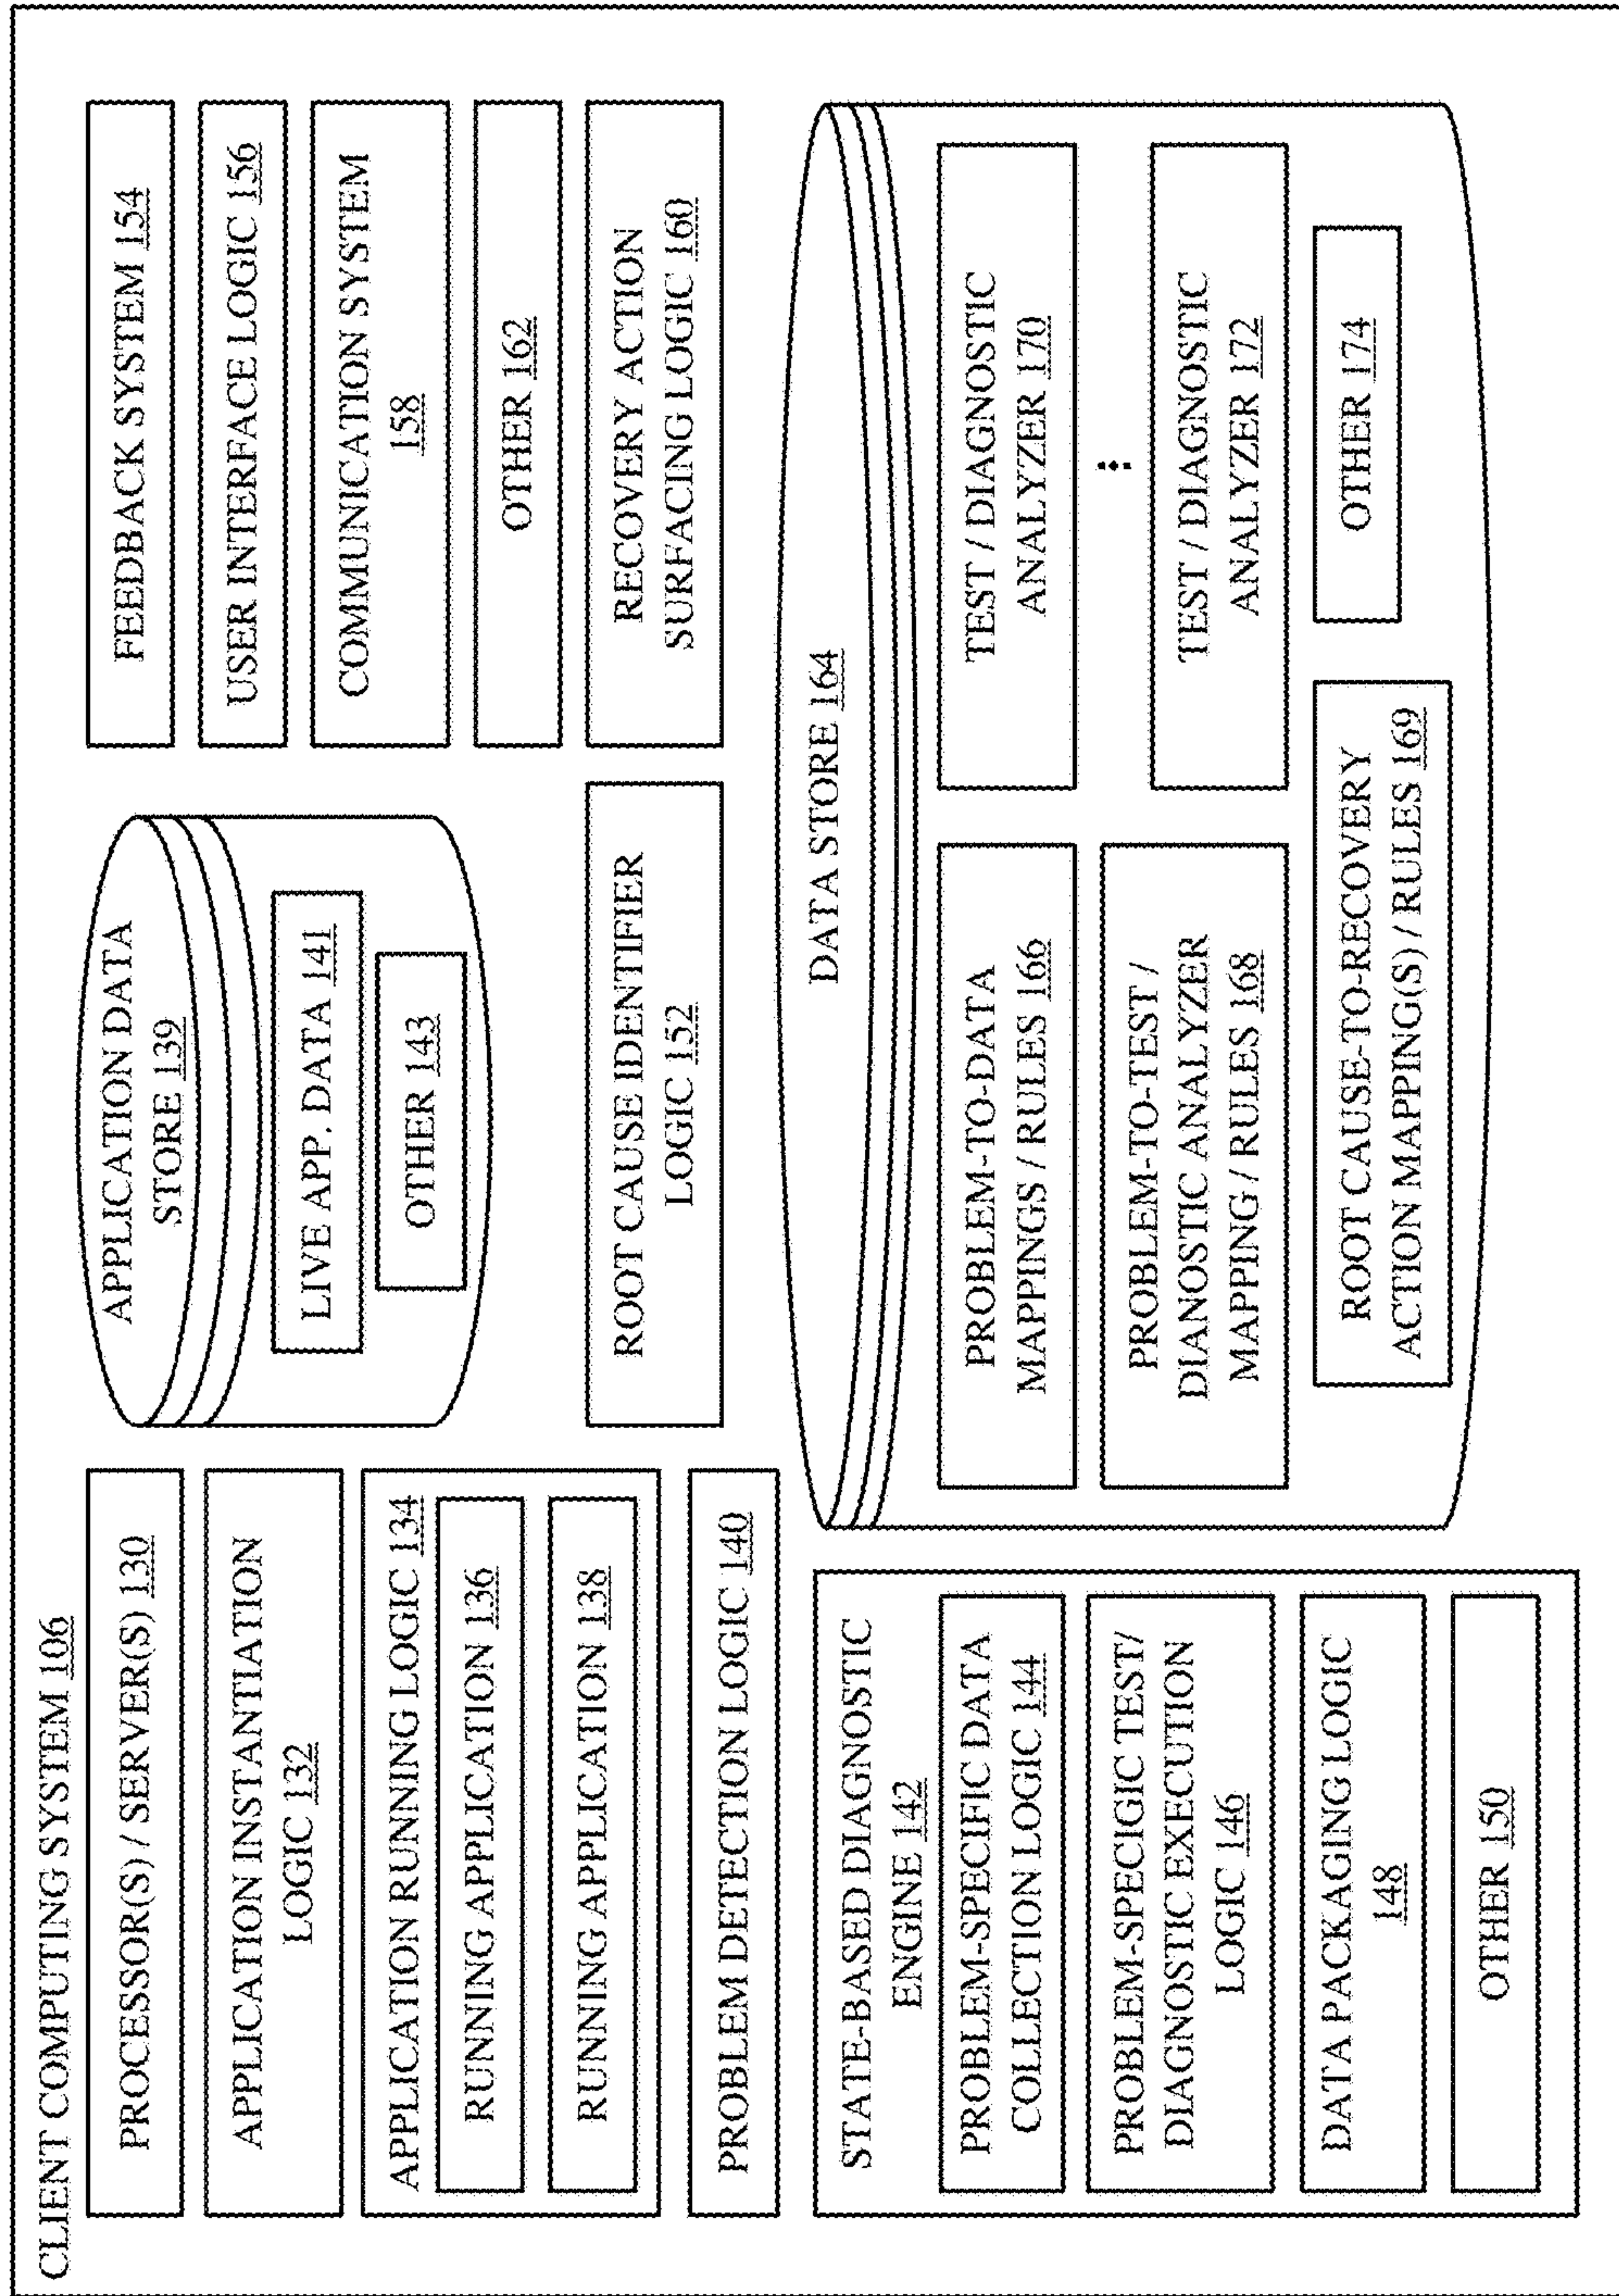 CLIENT COMPUTING SYSTEM 106
PROCESSOR(S) / SERVER(S) 130
APPLICATION INSTANTIATION
LOGIC 132
APPLICATION RUNNING LOGIC 134
RUNNING APPLICATION 136
RUNNING APPLICATION 138
PROBLEM DETECTION LOGIC 140
STATE-BASED DIAGNOSTIC
ENGINE 142
PROBLEM-SPECIFIC DATA
COLLECTION LOGIC 144
PROBLEM-SPECIGIC TEST/
DIAGNOSTIC EXECUTION
LOGIC 146
DATA PACKAGING LOGIC
148
OTHER 150
APPLICATION DATA
STORE 139
LIVE APP. DATA 141
OTHER 143
ROOT CAUSE IDENTIFIER
LOGIC 152
FEEDBACK SYSTEM 154
USER INTERFACE LOGIC 156
COMMUNICATION SYSTEM
158
OTHER 162
RECOVERY ACTION
SURFACING LOGIC 160
DATA STORE 164
PROBLEM-TO-DATA
MAPPINGS / RULES 166
PROBLEM-TO-TEST /
DIANOSTIC ANALYZER
MAPPING / RULES 168
ROOT CAUSE-TO-RECOVERY
ACTION MAPPING(S) / RULES 169
TEST / DIAGNOSTIC
ANALYZER 170
TEST / DIAGNOSTIC
ANALYZER 172
OTHER 174